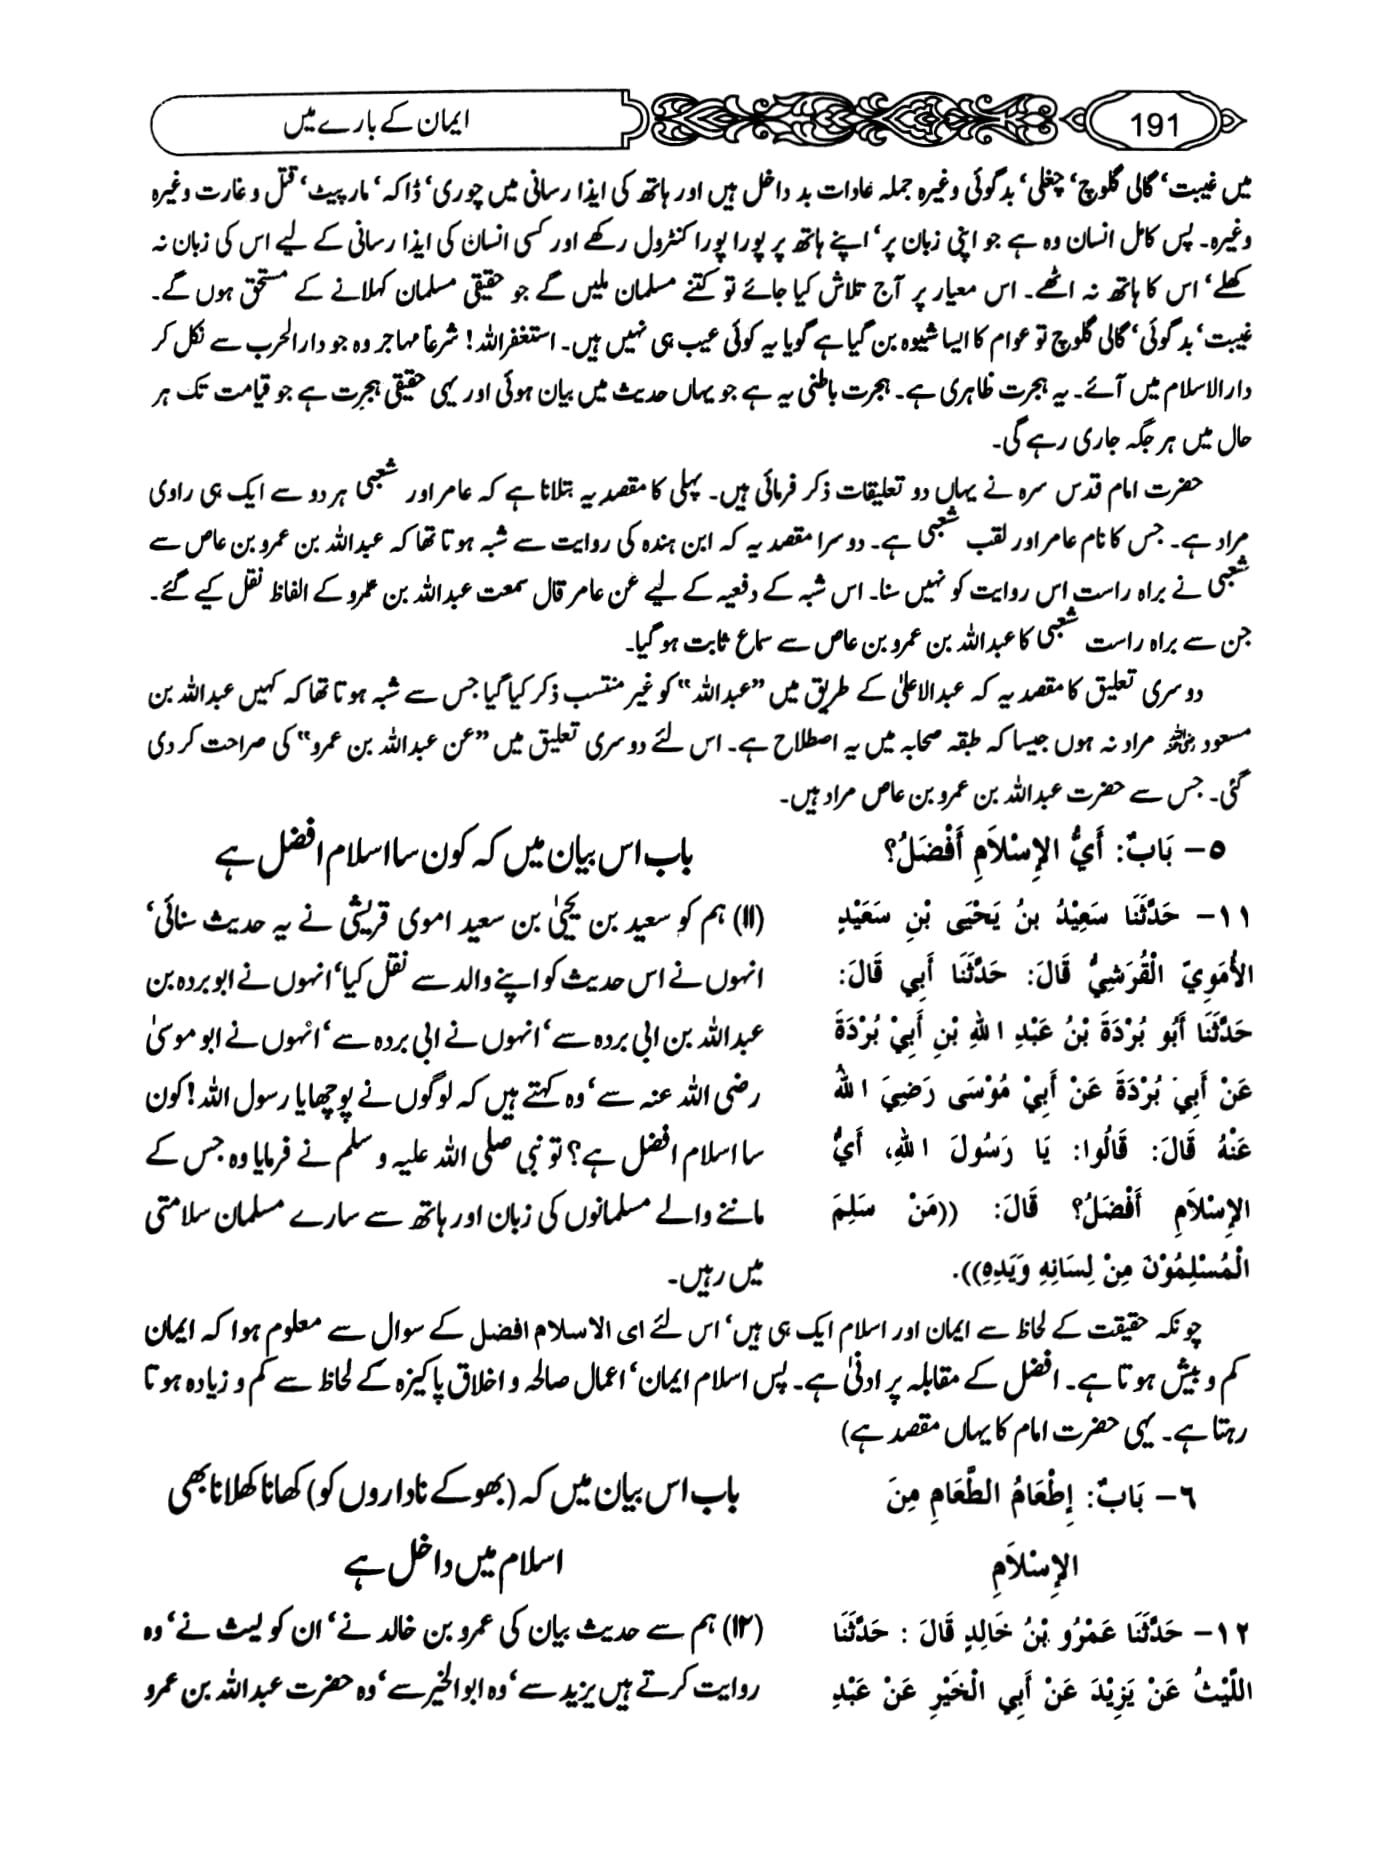 191
ایمان کے بارے میں
میں غیبت‘ گالی گلوچ‘ چغلی‘ بدگوئی وغیرہ جملہ عادات بد داخل ہیں اور ہاتھ کی ایذا رسانی میں چوری‘ ڈاکہ‘ مار پیٹ‘ قتل و غارت وغیرہ
وغیرہ۔ پس کامل انسان وہ ہے جو اپنی زبان پر‘ اپنے ہاتھ پر پورا پورا کنٹرول رکھے اور کسی انسان کی ایذا رسانی کے لیے اس کی زبان نہ
کھلے‘ اس کا ہاتھ نہ اٹھے۔ اس معیار پر آج تلاش کیا جائے تو کتنے مسلمان ملیں گے جو حقیقی مسلمان کہلانے کے مستحق ہوں گے۔
غیبت‘ بدگوئی‘ گالی گلوچ تو عوام کا ایسا شیوہ بن گیا ہے گویا یہ کوئی عیب ہی نہیں ہیں۔ استغفراللہ! شرعاً مہاجر وہ جو دارالحرب سے نکل کر
دارالاسلام میں آئے۔ یہ ہجرت ظاہری ہے۔ ہجرت باطنی یہ ہے جو یہاں حدیث میں بیان ہوئی اور یہی حقیقی ہجرت ہے جو قیامت تک ہر
حال میں ہر جگہ جاری رہے گی۔
حضرت امام قدس سرہ نے یہاں دو تعلیقات ذکر فرمائی ہیں۔ پہلی کا مقصد یہ بتلانا ہے کہ عامر اور شعبی ہر دو سے ایک ہی راوی
مراد ہے۔ جس کا نام عامر اور لقب شعبی ہے۔ دوسرا مقصد یہ کہ ابن ہندہ کی روایت سے شبہ ہوتا تھا کہ عبداللہ بن عمرو بن عاص سے
شعبی نے براہ راست اس روایت کو نہیں سنا۔ اس شبہ کے دفعیہ کے لیے عن عامر قال سمعت عبداللہ بن عمرو کے الفاظ نقل کیے گئے۔
جن سے براہ راست شعبی کا عبداللہ بن عمرو بن عاص سے سماع ثابت ہو گیا۔
دوسری تعلیق کا مقصد یہ کہ عبدالاعلیٰ کے طریق میں ”عبداللہ“ کو غیر منتسب ذکر کیا گیا جس سے شبہ ہوتا تھا کہ کہیں عبداللہ بن
مسعود رضی اللہ عنہ مراد نہ ہوں جیسا کہ طبقہ صحابہ میں یہ اصطلاح ہے۔ اس لئے دوسری تعلیق میں ”عن عبداللہ بن عمرو“ کی صراحت کر دی
گئی۔ جس سے حضرت عبداللہ بن عمرو بن عاص مراد ہیں۔
٥- بَابٌ: أَيُّ الإِسْلاَمِ أَفْضَلُ؟
١١- حَدَّثَنَا سَعِيْدُ بنُ يَحْيَى بْنِ سَعَيْدٍ
الأُمَوِيّ الْقُرَشِيُّ قَالَ: حَدَّثَنَا أَبِي قَالَ:
حَدَّثَنَا أَبُو بُرْدَةَ بْنُ عَبْدِ اللهِ بْنِ أَبِيْ بُرْدَةَ
عَنْ أَبِيَ بُرْدَةَ عَنْ أَبِيْ مُوْسَى رَضِيَ اللهُ
عَنْهُ قَالَ: قَالُوا: يَا رَسُولَ اللهِ، أَيُّ
الإِسْلاَمِ أَفْضَلُ؟ قَالَ: ((مَنْ سَلِمَ
الْمُسْلِمُوْنَ مِنْ لِسَانِهِ وَيَدِهِ)).
باب اس بیان میں کہ کون سا اسلام افضل ہے
(۱۱) ہم کو سعید بن یحییٰ بن سعید اموی قریشی نے یہ حدیث سنائی‘
انہوں نے اس حدیث کو اپنے والد سے نقل کیا‘ انہوں نے ابو بردہ بن
عبداللہ بن ابی بردہ سے‘ انہوں نے ابی بردہ سے‘ انہوں نے ابو موسیٰ
رضی اللہ عنہ سے‘ وہ کہتے ہیں کہ لوگوں نے پوچھا یا رسول اللہ! کون
سا اسلام افضل ہے؟ تو نبی صلی اللہ علیہ وسلم نے فرمایا وہ جس کے
ماننے والے مسلمانوں کی زبان اور ہاتھ سے سارے مسلمان سلامتی
میں رہیں۔
چونکہ حقیقت کے لحاظ سے ایمان اور اسلام ایک ہی ہیں‘ اس لئے ای الاسلام افضل کے سوال سے معلوم ہوا کہ ایمان
کم و بیش ہوتا ہے۔ افضل کے مقابلہ پر ادنیٰ ہے۔ پس اسلام ایمان‘ اعمال صالحہ و اخلاق پاکیزہ کے لحاظ سے کم و زیادہ ہوتا
رہتا ہے۔ یہی حضرت امام کا یہاں مقصد ہے)
٦- بَابٌ: إِطْعَامُ الطَّعَامِ مِنَ
الإِسْلاَمِ
١٢- حَدَّثَنَا عَمْرُو بْنُ خَالِدٍ قَالَ : حَدَّثَنَا
اللَّيْثُ عَنْ يَزِيْدَ عَنْ أَبِي الْخَيْرِ عَنْ عَبْدِ
باب اس بیان میں کہ (بھوکے ناداروں کو) کھانا کھلانا بھی
اسلام میں داخل ہے
(۱۲) ہم سے حدیث بیان کی عمرو بن خالد نے‘ ان کو لیث نے‘ وہ
روایت کرتے ہیں یزید سے‘ وہ ابوالخیر سے‘ وہ حضرت عبداللہ بن عمرو